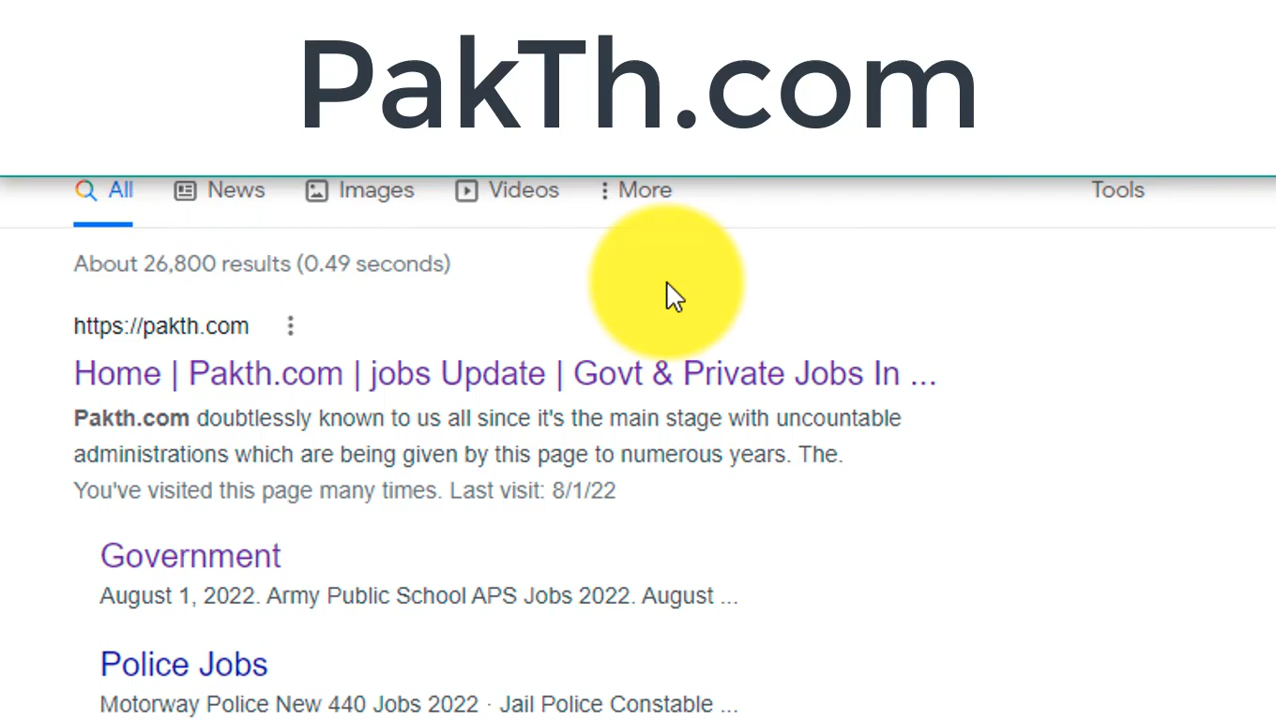 PakTh.com
All News Images Videos More Tools
About 26,800 results (0.49 seconds)
https://pakth.com
Home | Pakth.com | jobs Update | Govt & Private Jobs In ...
Pakth.com doubtlessly known to us all since it's the main stage with uncountable
administrations which are being given by this page to numerous years. The.
You've visited this page many times. Last visit: 8/1/22
Government
August 1, 2022. Army Public School APS Jobs 2022. August ...
Police Jobs
Motorway Police New 440 Jobs 2022 · Jail Police Constable ...